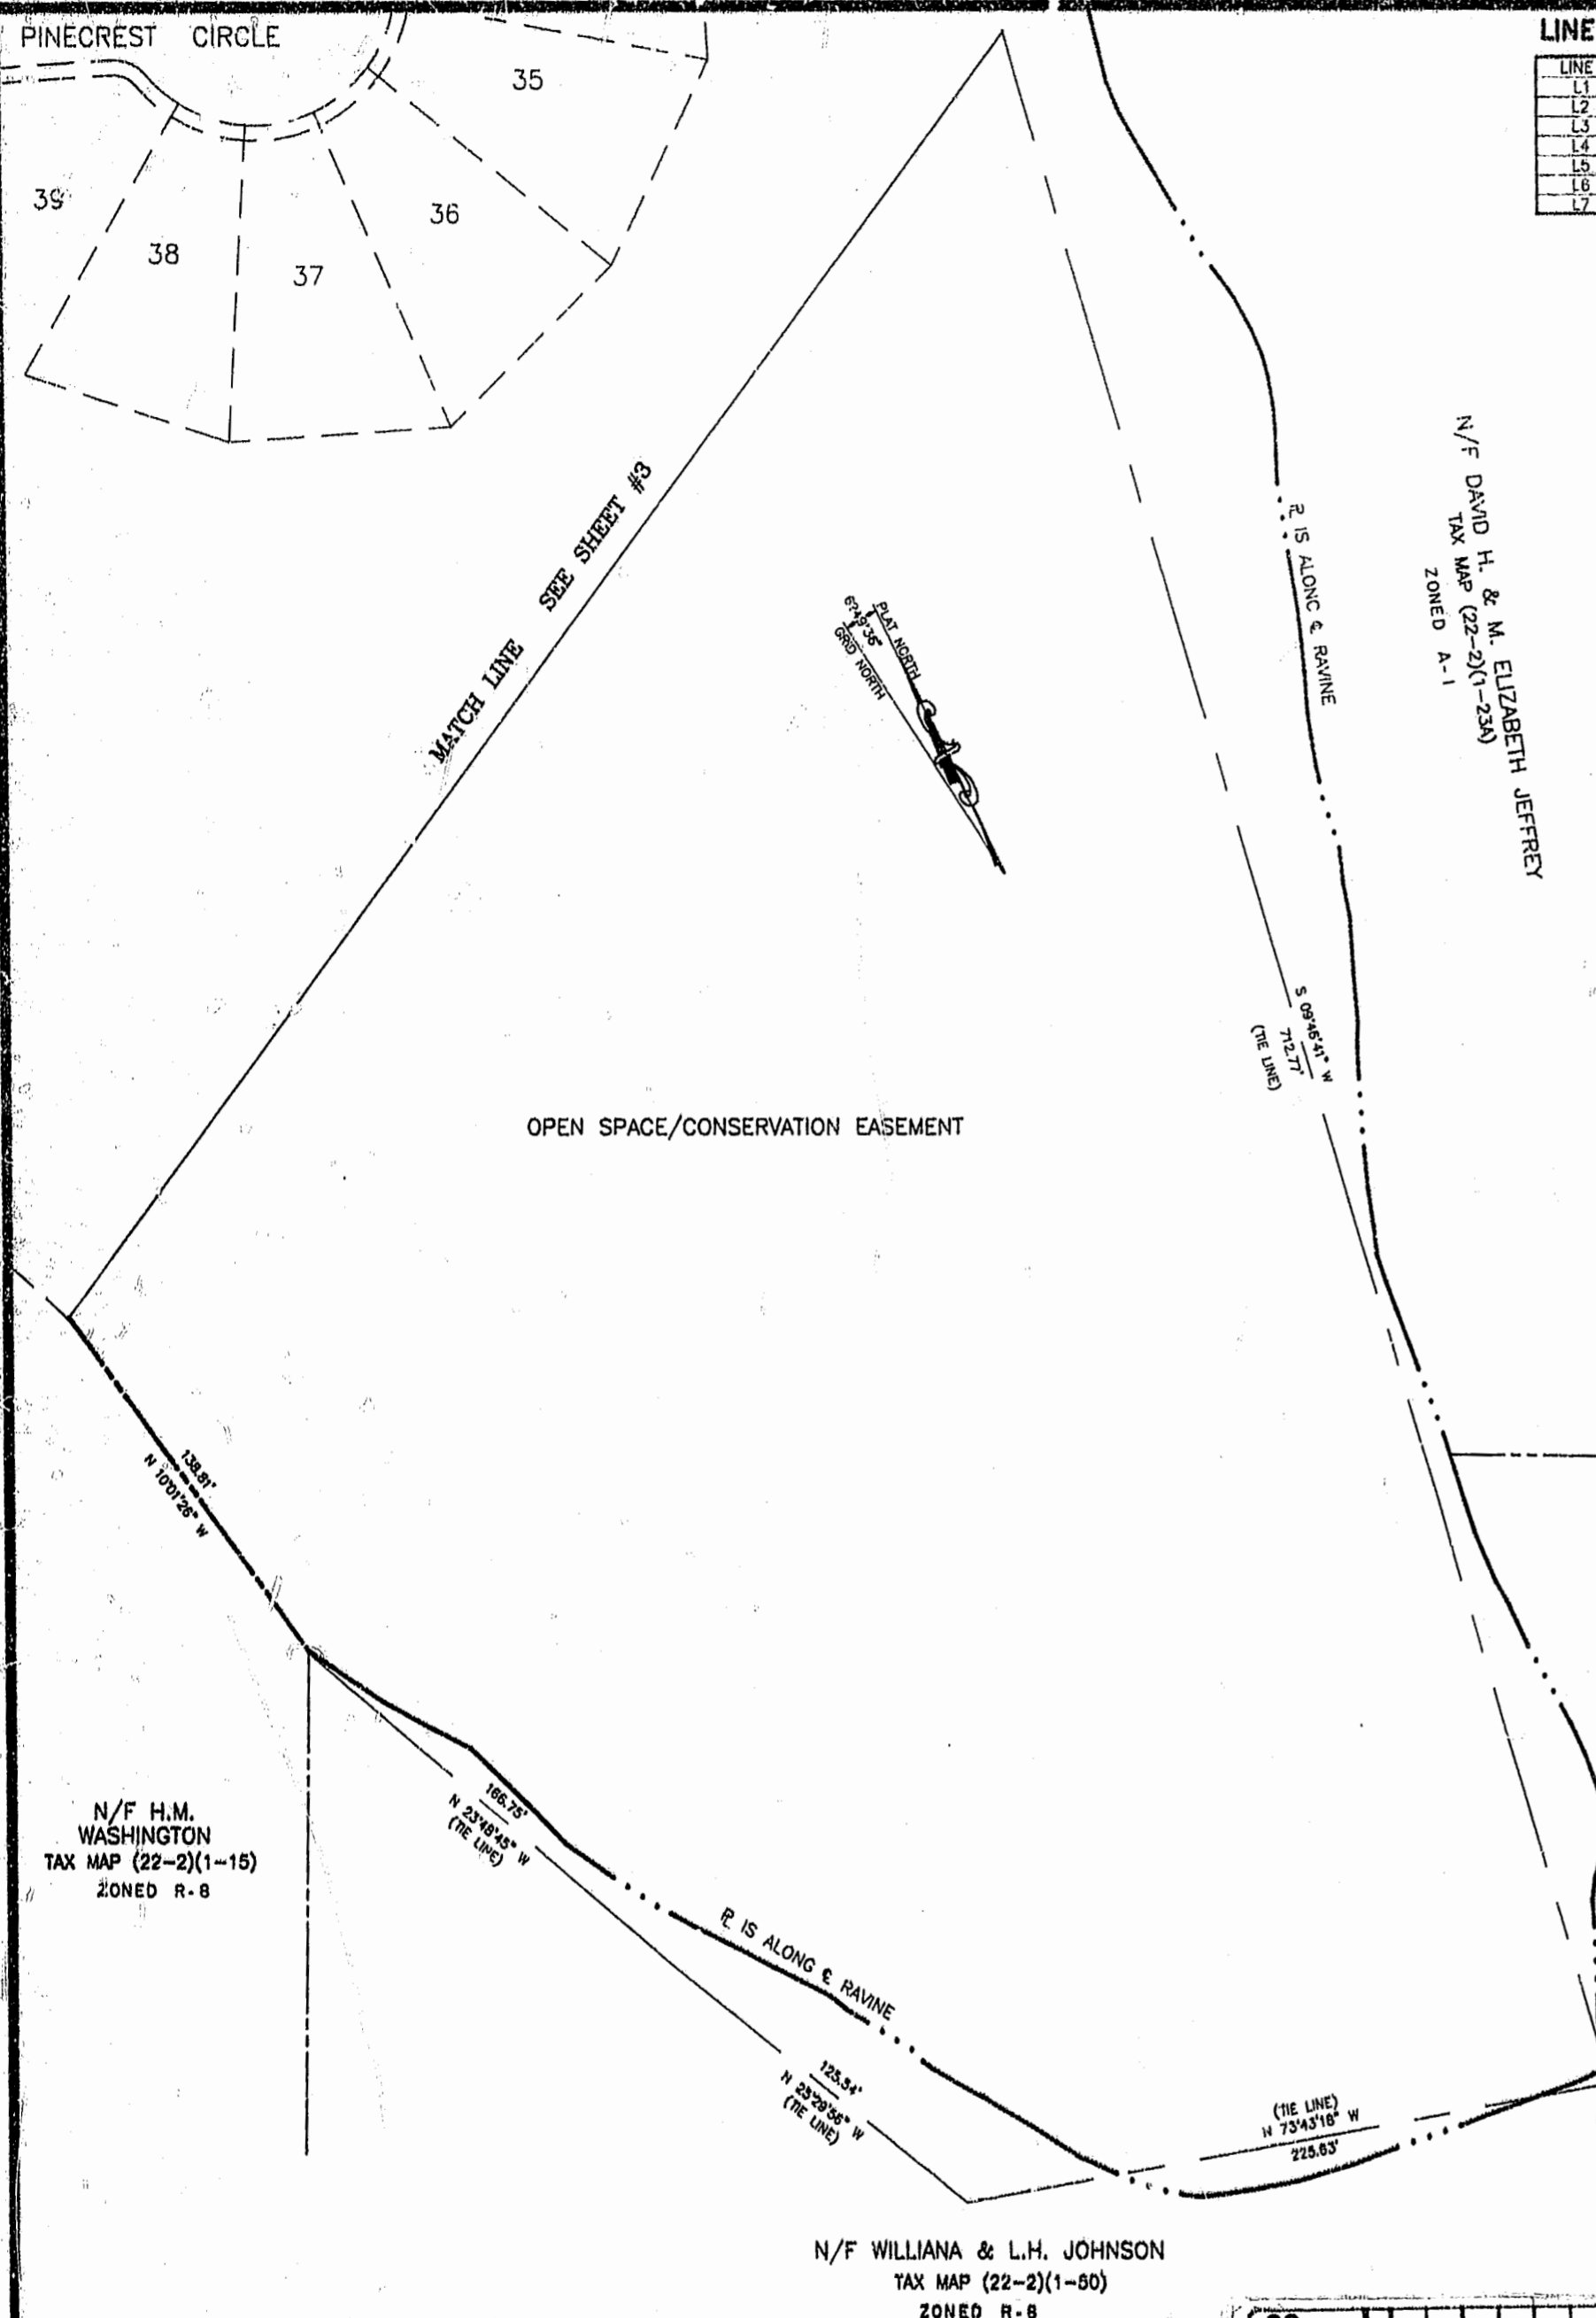 PINECREST CIRCLE
LINE
LINE
L1
L2
L3
L4
L5
L6
L7
35
36
37
38
39
MATCH LINE SEE SHEET #3
PLAT NORTH
GRID NORTH
℄ IS ALONG ℄ RAVINE
N/F DAVID H. & M. ELIZABETH JEFFREY
TAX MAP (22-2)(1-23A)
ZONED A-1
S 09°45'41" W
712.77'
(TIE LINE)
OPEN SPACE/CONSERVATION EASEMENT
138.81'
N 10°01'26" W
166.75'
N 23°48'45" W
(TIE LINE)
N/F H.M.
WASHINGTON
TAX MAP (22-2)(1-15)
ZONED R-8
℄ IS ALONG ℄ RAVINE
125.54'
N 25°29'56" W
(TIE LINE)
(TIE LINE)
N 73°43'18" W
225.63'
N/F WILLIANA & L.H. JOHNSON
TAX MAP (22-2)(1-50)
ZONED R-8